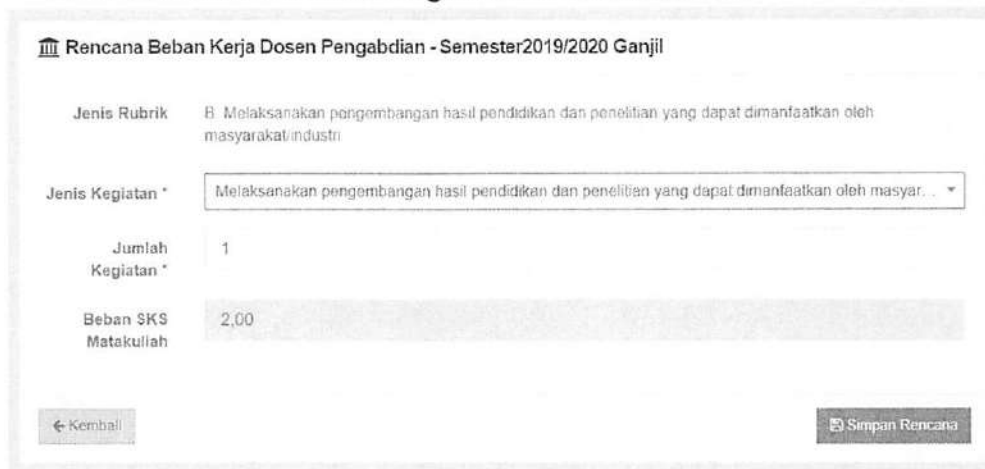 Rencana Beban Kerja Dosen Pengabdian - Semester2019/2020 Ganjil
Jenis Rubrik
B. Melaksanakan pengembangan hasil pendidikan dan penelitian yang dapat dimanfaatkan oleh
masyarakat/industri
Jenis Kegiatan *
Melaksanakan pengembangan hasil pendidikan dan penelitian yang dapat dimanfaatkan oleh masyar...
Jumlah
Kegiatan *
1
Beban SKS
Matakuliah
2,00
Kembali
Simpan Rencana